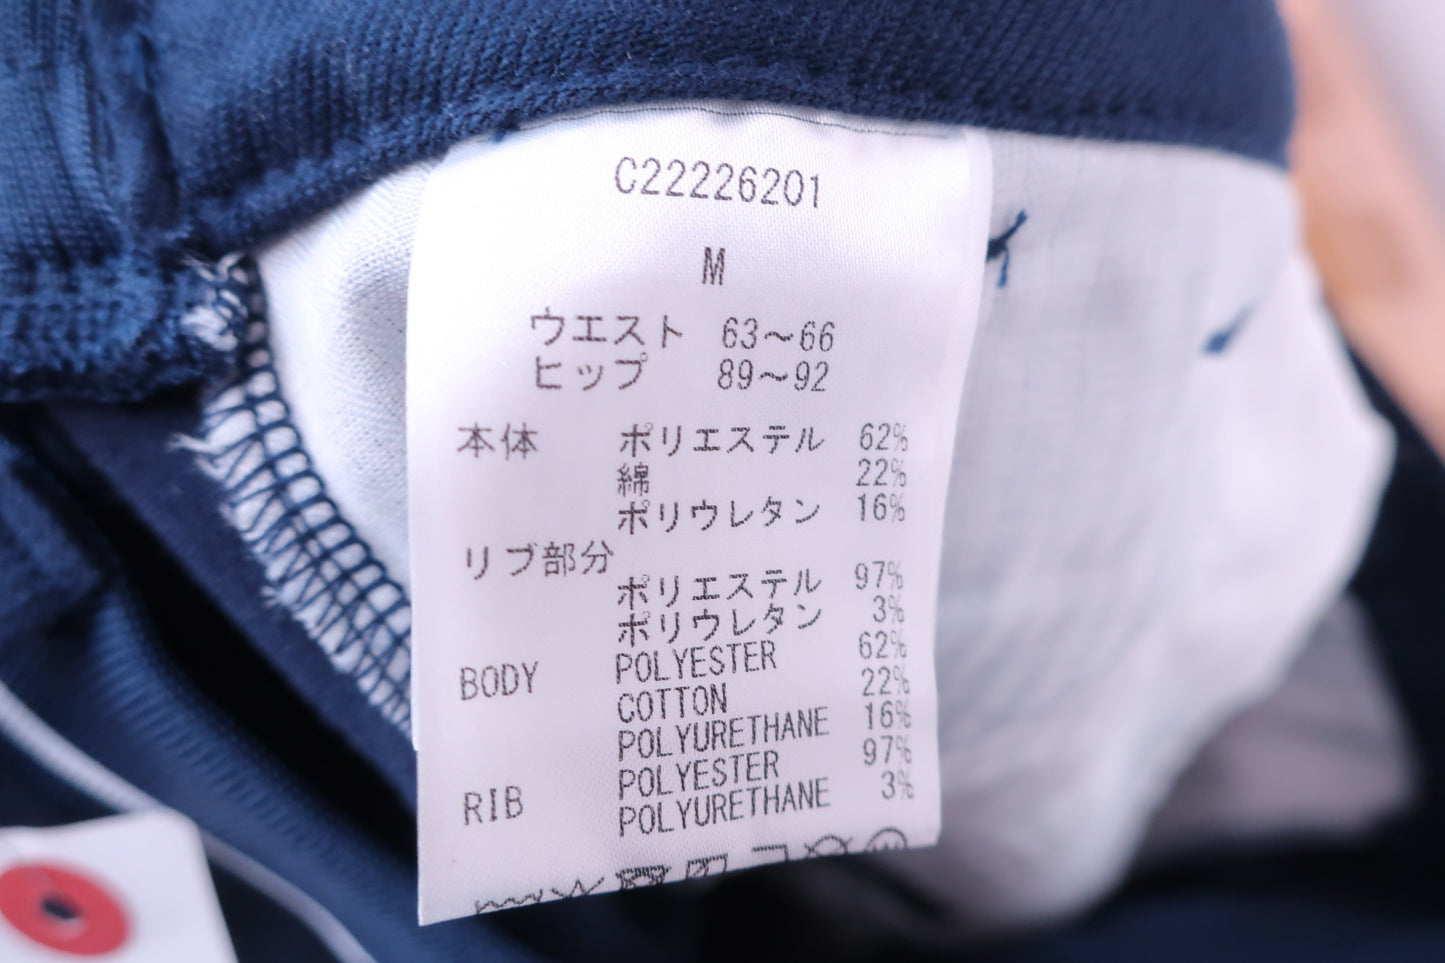 C22226201
M
ウエスト 63～66
ヒップ 89～92
本体 ポリエステル 62%
綿 22%
ポリウレタン 16%
リブ部分
ポリエステル 97%
ポリウレタン 3%
BODY POLYESTER 62%
COTTON 22%
POLYURETHANE 16%
RIB POLYESTER 97%
POLYURETHANE 3%